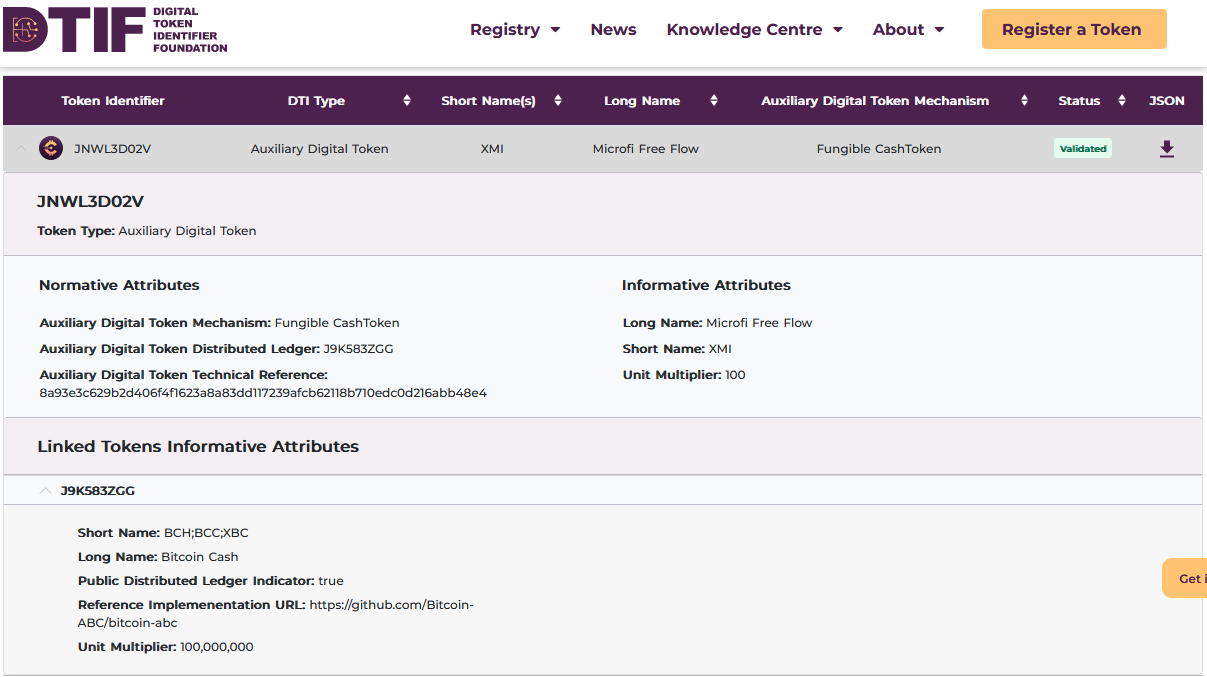 DTIF DIGITAL
TOKEN
IDENTIFIER
FOUNDATION
Registry News Knowledge Centre About Register a Token
Token Identifier DTI Type Short Name(s) Long Name Auxiliary Digital Token Mechanism Status JSON
JNWL3D02V Auxiliary Digital Token XMI Microfi Free Flow Fungible CashToken Validated
JNWL3D02V
Token Type: Auxiliary Digital Token
Normative Attributes
Auxiliary Digital Token Mechanism: Fungible CashToken
Auxiliary Digital Token Distributed Ledger: J9K583ZGG
Auxiliary Digital Token Technical Reference:
8a93e3c629b2d406f4f1623a8a83dd117239afcb62118b710edc0d216abb48e4
Informative Attributes
Long Name: Microfi Free Flow
Short Name: XMI
Unit Multiplier: 100
Linked Tokens Informative Attributes
J9K583ZGG
Short Name: BCH;BCC;XBC
Long Name: Bitcoin Cash
Public Distributed Ledger Indicator: true
Reference Implemenentation URL: https://github.com/Bitcoin-
ABC/bitcoin-abc
Unit Multiplier: 100,000,000
Get i